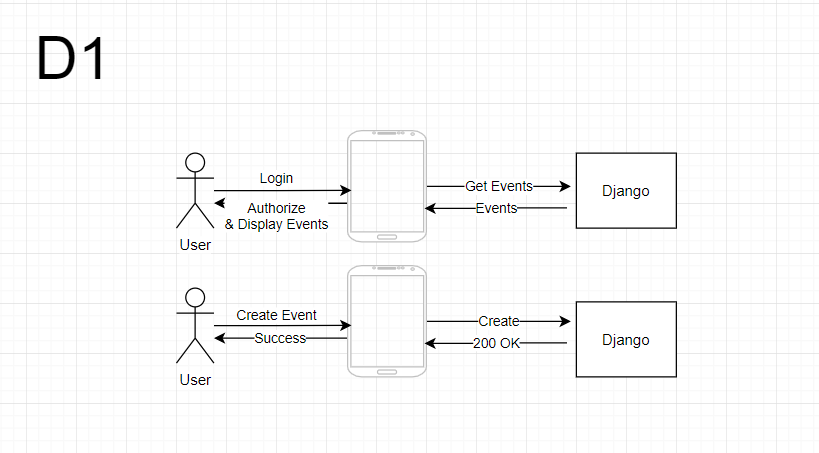 D1
Login
Get Events
Django
Authorize
& Display Events
Events
User
Create Event
Create
Success
200 OK
Django
User